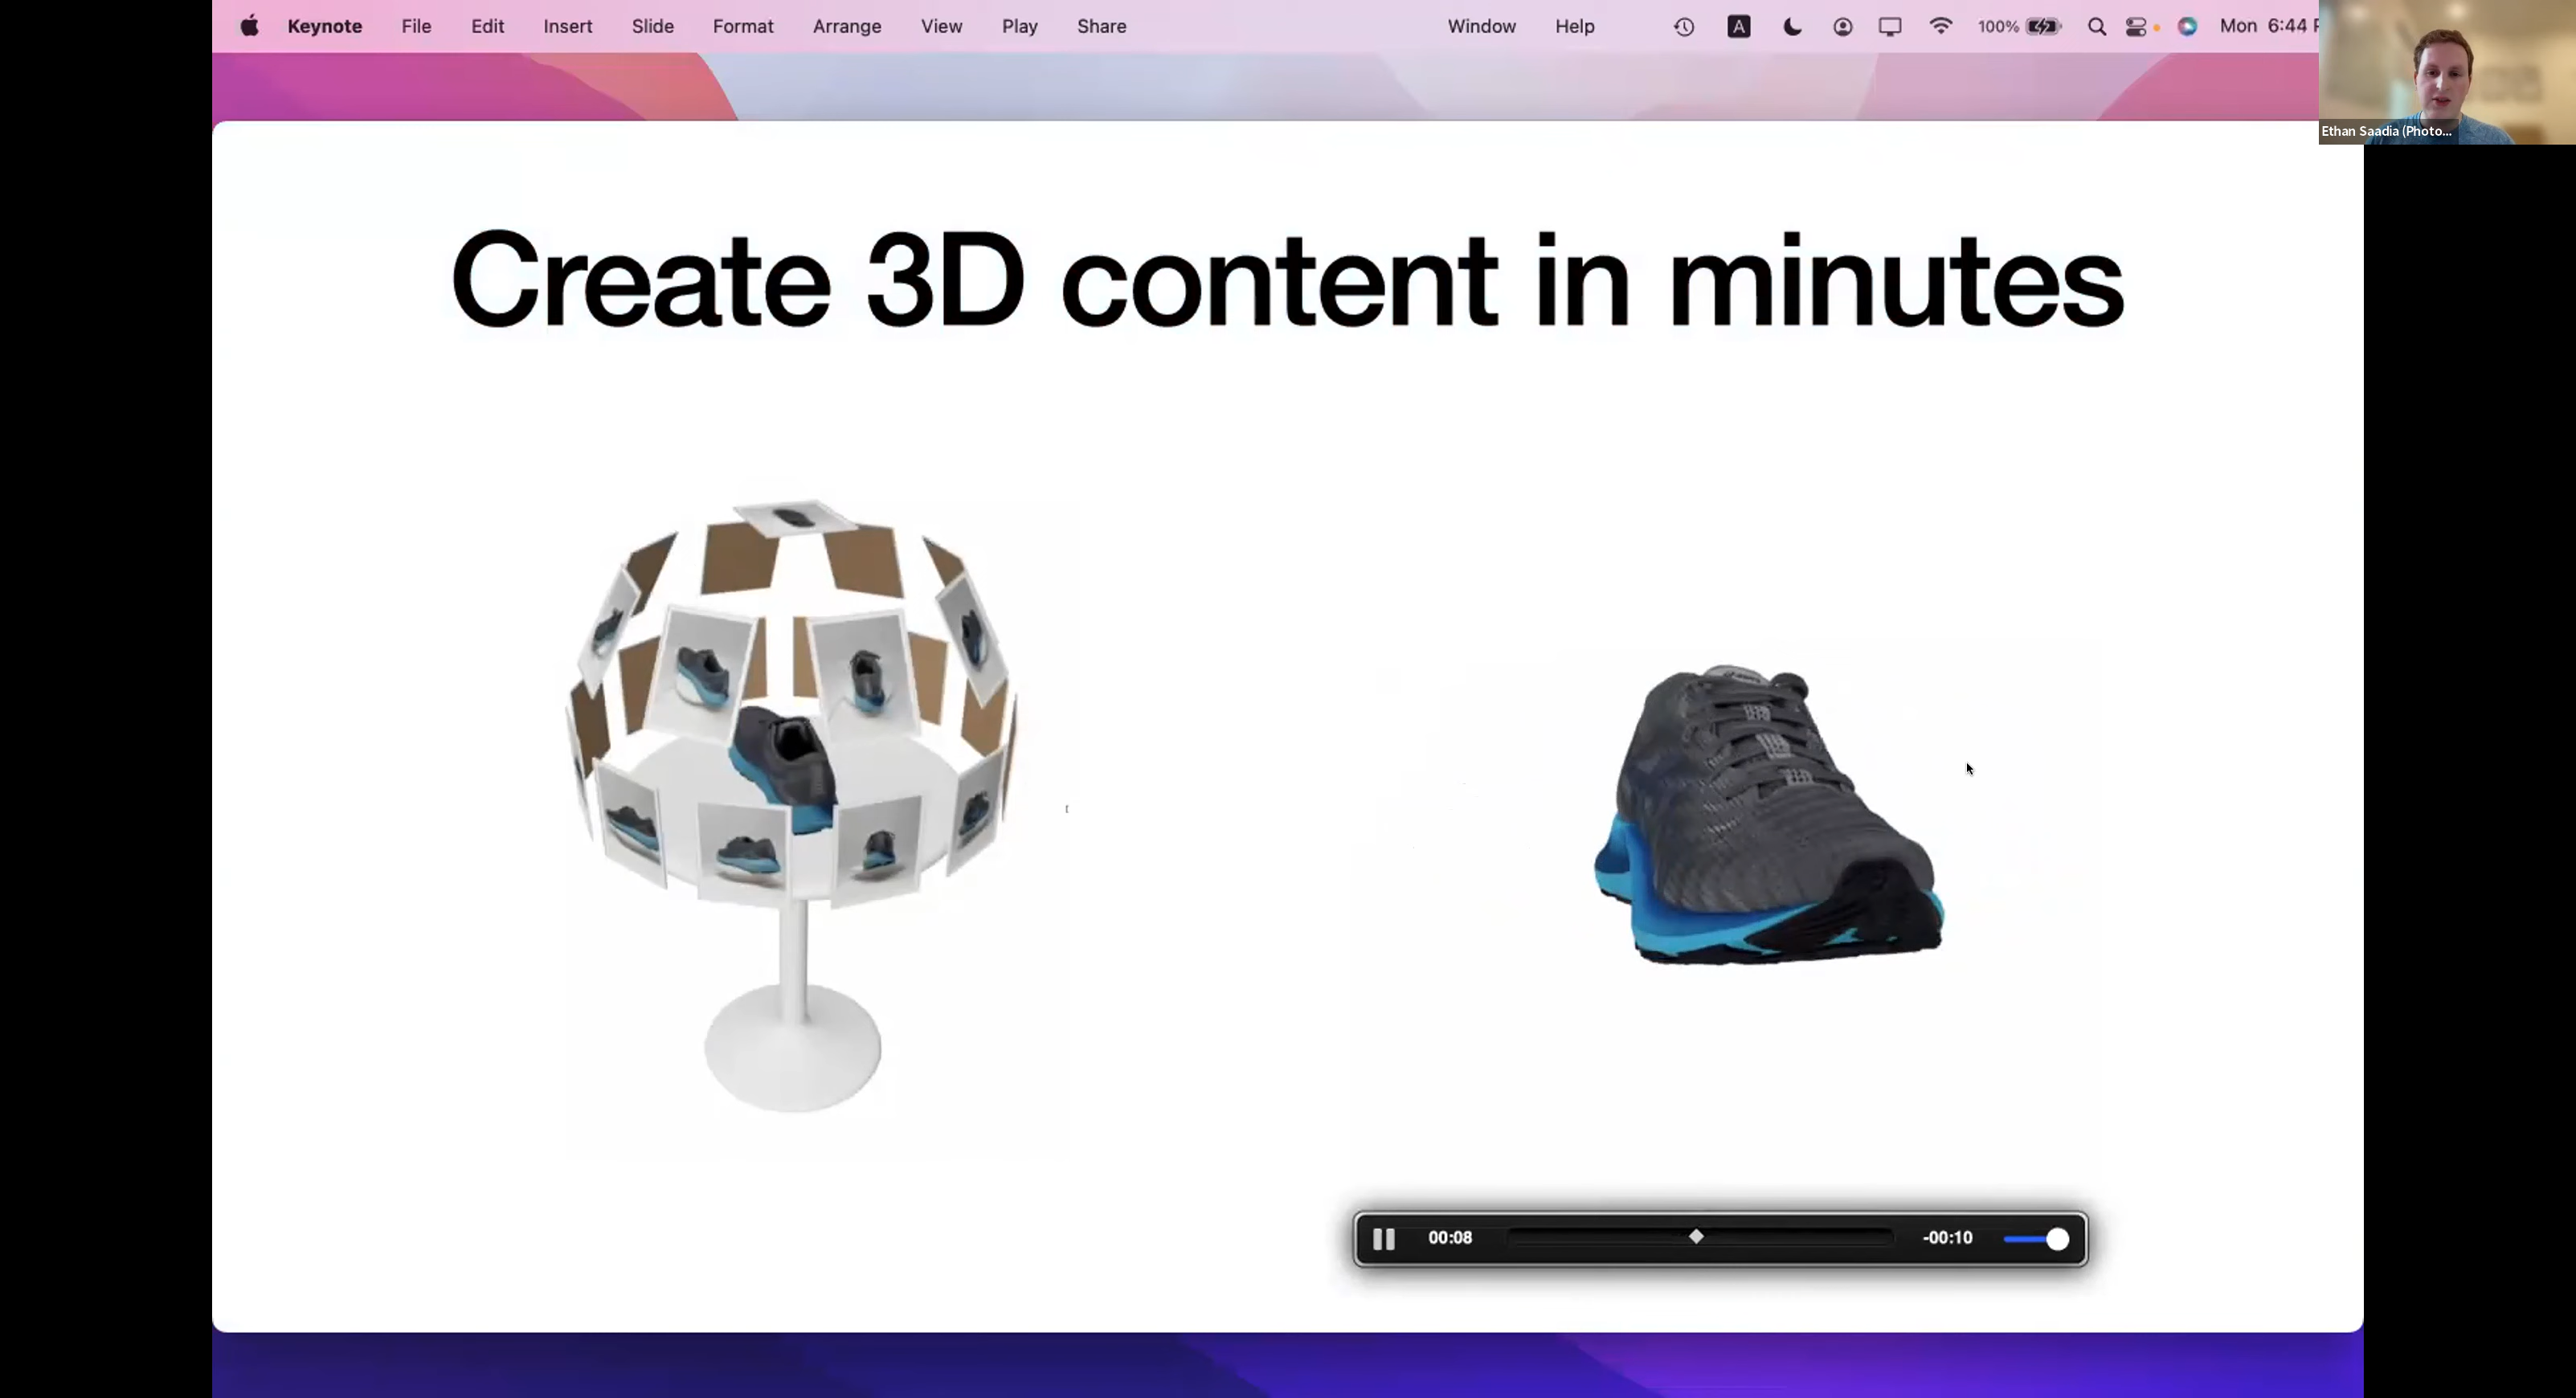 Keynote File Edit Insert Slide Format Arrange View Play Share Window Help A 100% Mon 6:44
Ethan Saadia (Photo...
Create 3D content in minutes
00:08 -00:10